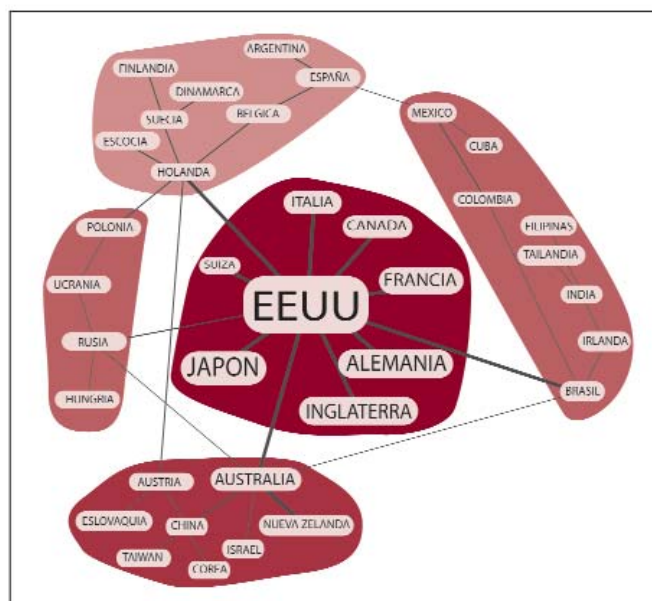 ARGENTINA
FINLANDIA
ESPAÑA
DINAMARCA
BELGICA
SUECIA
ESCOCIA
HOLANDA
MEXICO
CUBA
COLOMBIA
FILIPINAS
TAILANDIA
INDIA
IRLANDA
BRASIL
ITALIA
CANADA
SUIZA
FRANCIA
EEUU
JAPON
ALEMANIA
INGLATERRA
POLONIA
UCRANIA
RUSIA
HUNGRIA
AUSTRIA
AUSTRALIA
ESLOVAQUIA
CHINA
NUEVA ZELANDA
TAIWAN
ISRAEL
COREA